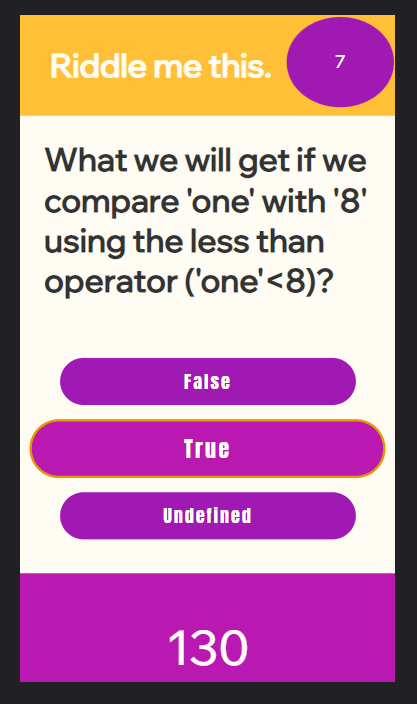 Riddle me this.
7
What we will get if we
compare 'one' with '8'
using the less than
operator ('one'<8)?
False
True
Undefined
130